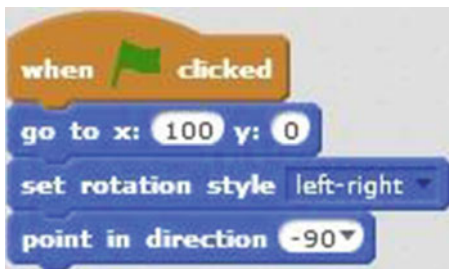 when clicked
go to x: 100 y: 0
set rotation style left-right
point in direction -90